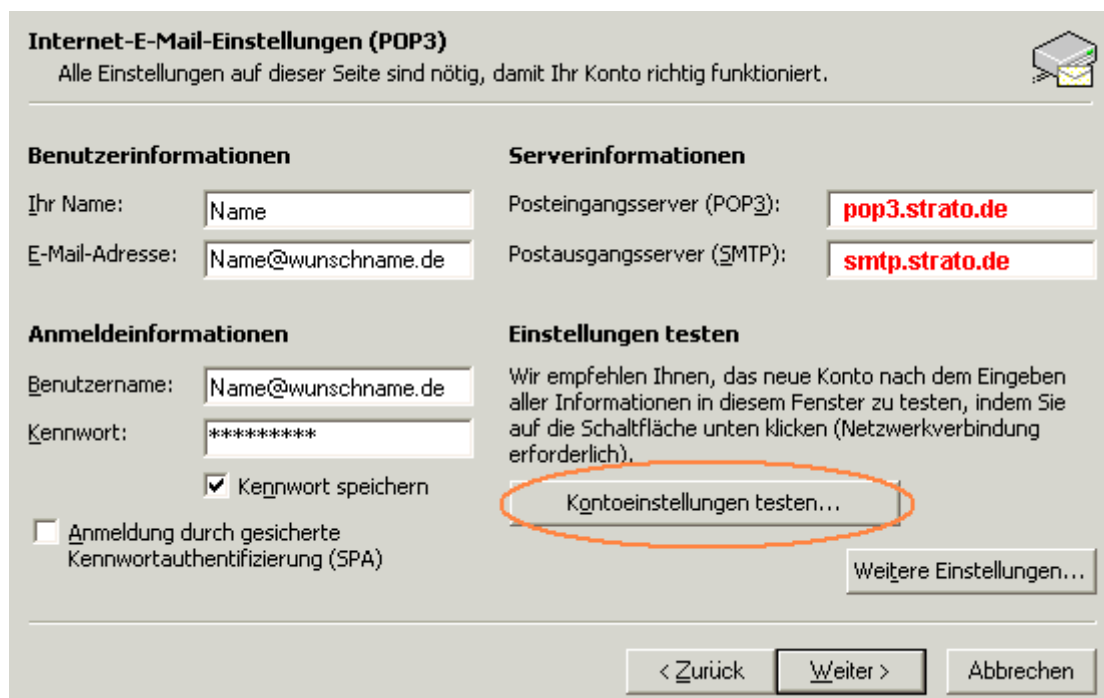 Internet-E-Mail-Einstellungen (POP3)
Alle Einstellungen auf dieser Seite sind nötig, damit Ihr Konto richtig funktioniert.
Benutzerinformationen
Ihr Name:
Name
E-Mail-Adresse:
Name@wunschname.de
Serverinformationen
Posteingangsserver (POP3):
pop3.strato.de
Postausgangsserver (SMTP):
smtp.strato.de
Anmeldeinformationen
Benutzername:
Name@wunschname.de
Kennwort:
*********
Kennwort speichern
Anmeldung durch gesicherte
Kennwortauthentifizierung (SPA)
Einstellungen testen
Wir empfehlen Ihnen, das neue Konto nach dem Eingeben
aller Informationen in diesem Fenster zu testen, indem Sie
auf die Schaltfläche unten klicken (Netzwerkverbindung
erforderlich).
Kontoeinstellungen testen...
Weitere Einstellungen...
< Zurück
Weiter >
Abbrechen